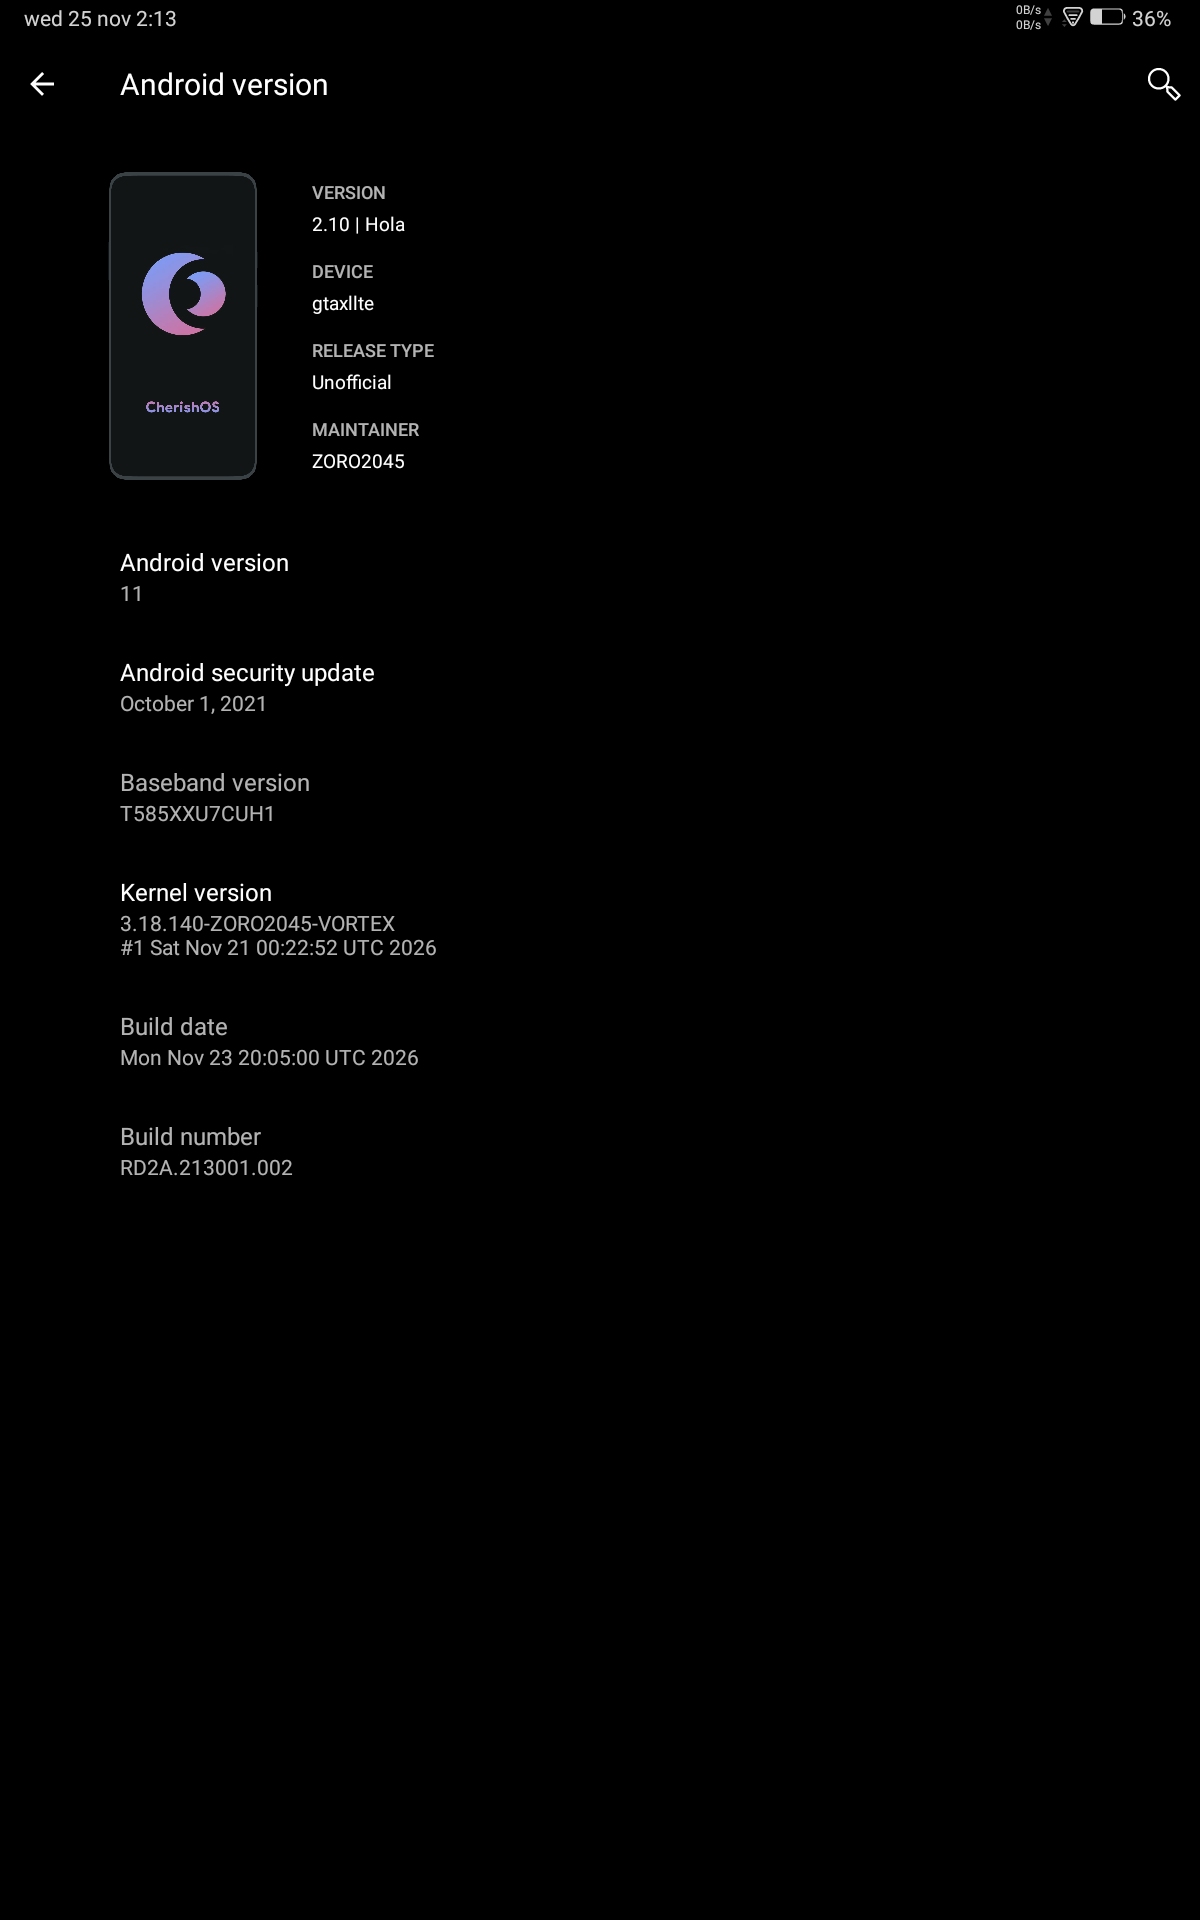 wed 25 nov 2:13
0B/s
0B/s
36%
Android version
CherishOS
VERSION
2.10 | Hola
DEVICE
gtaxllte
RELEASE TYPE
Unofficial
MAINTAINER
ZORO2045
Android version
11
Android security update
October 1, 2021
Baseband version
T585XXU7CUH1
Kernel version
3.18.140-ZORO2045-VORTEX
#1 Sat Nov 21 00:22:52 UTC 2026
Build date
Mon Nov 23 20:05:00 UTC 2026
Build number
RD2A.213001.002